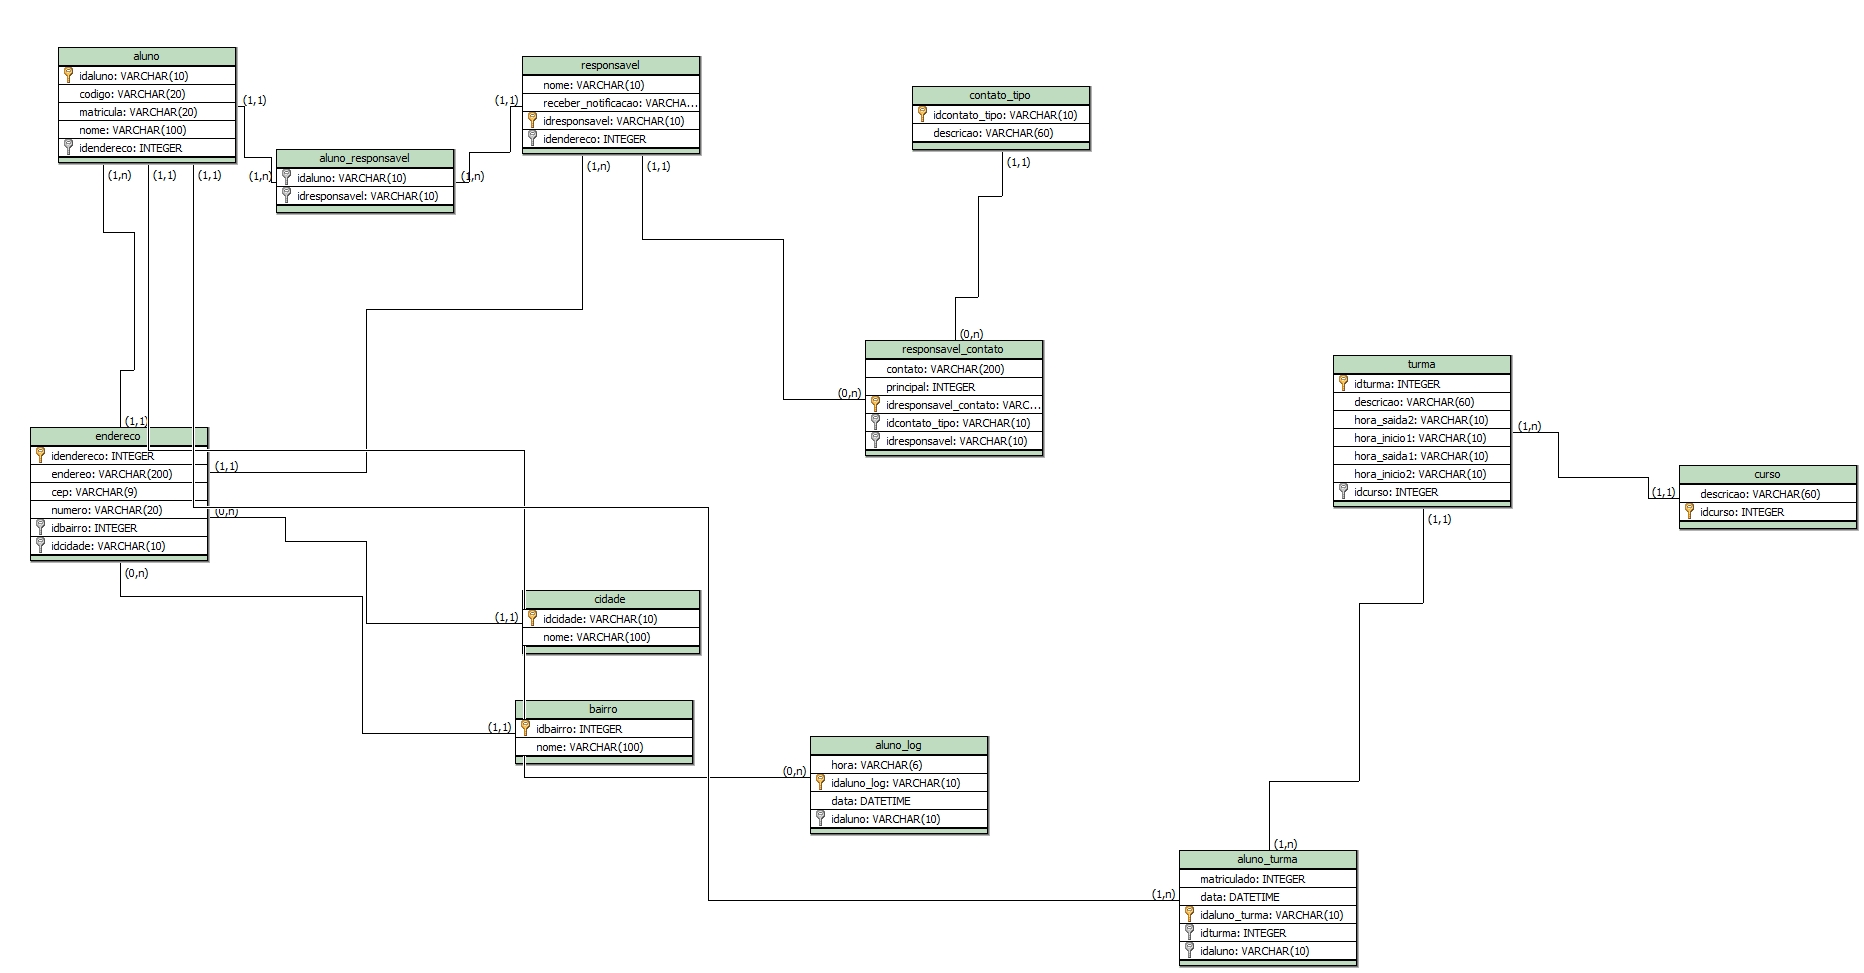 aluno
idaluno: VARCHAR(10)
codigo: VARCHAR(20)
matricula: VARCHAR(20)
nome: VARCHAR(100)
idendereco: INTEGER
(1,1)
(1,n)
(1,1)
(1,1)
(1,n)
aluno_responsavel
idaluno: VARCHAR(10)
idresponsavel: VARCHAR(10)
(1,n)
(1,1)
responsavel
nome: VARCHAR(10)
receber_notificacao: VARCHA...
idresponsavel: VARCHAR(10)
idendereco: INTEGER
(1,n)
(1,1)
contato_tipo
idcontato_tipo: VARCHAR(10)
descricao: VARCHAR(60)
(1,1)
(0,n)
responsavel_contato
contato: VARCHAR(200)
principal: INTEGER
idresponsavel_contato: VARC...
idcontato_tipo: VARCHAR(10)
idresponsavel: VARCHAR(10)
(0,n)
turma
idturma: INTEGER
descricao: VARCHAR(60)
hora_saida2: VARCHAR(10)
hora_inicio1: VARCHAR(10)
hora_saida1: VARCHAR(10)
hora_inicio2: VARCHAR(10)
idcurso: INTEGER
(1,n)
(1,1)
(1,1)
curso
descricao: VARCHAR(60)
idcurso: INTEGER
(1,1)
endereco
idendereco: INTEGER
endereo: VARCHAR(200)
cep: VARCHAR(9)
numero: VARCHAR(20)
idbairro: INTEGER
idcidade: VARCHAR(10)
(1,1)
(0,n)
(0,n)
(1,1)
cidade
idcidade: VARCHAR(10)
nome: VARCHAR(100)
(1,1)
bairro
idbairro: INTEGER
nome: VARCHAR(100)
(0,n)
aluno_log
hora: VARCHAR(6)
idaluno_log: VARCHAR(10)
data: DATETIME
idaluno: VARCHAR(10)
(1,n)
(1,n)
aluno_turma
matriculado: INTEGER
data: DATETIME
idaluno_turma: VARCHAR(10)
idturma: INTEGER
idaluno: VARCHAR(10)